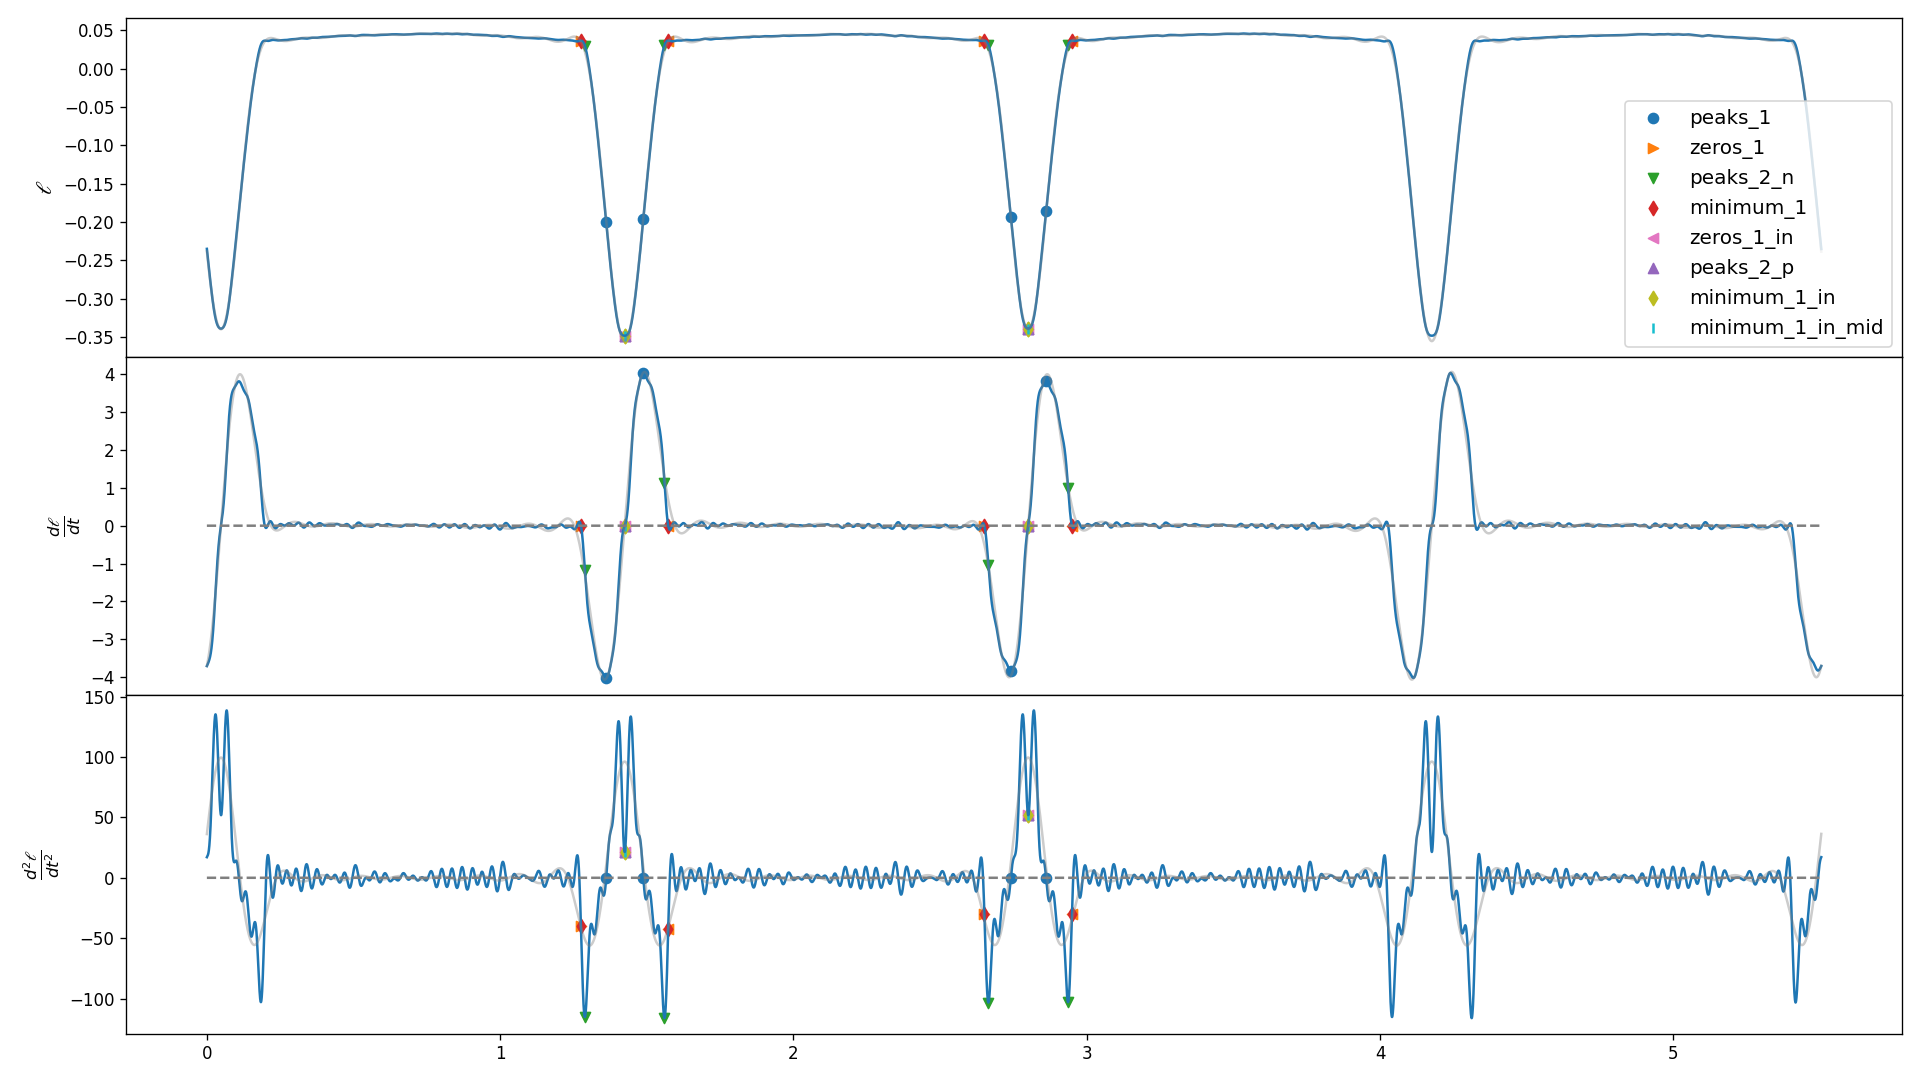 0.05
0.00
−0.05
−0.10
−0.15
−0.20
−0.25
−0.30
−0.35
ℓ
peaks_1
zeros_1
peaks_2_n
minimum_1
zeros_1_in
peaks_2_p
minimum_1_in
minimum_1_in_mid
4
3
2
1
0
−1
−2
−3
−4
dℓ
dt
150
100
50
0
−50
−100
d²ℓ
dt²
0 1 2 3 4 5